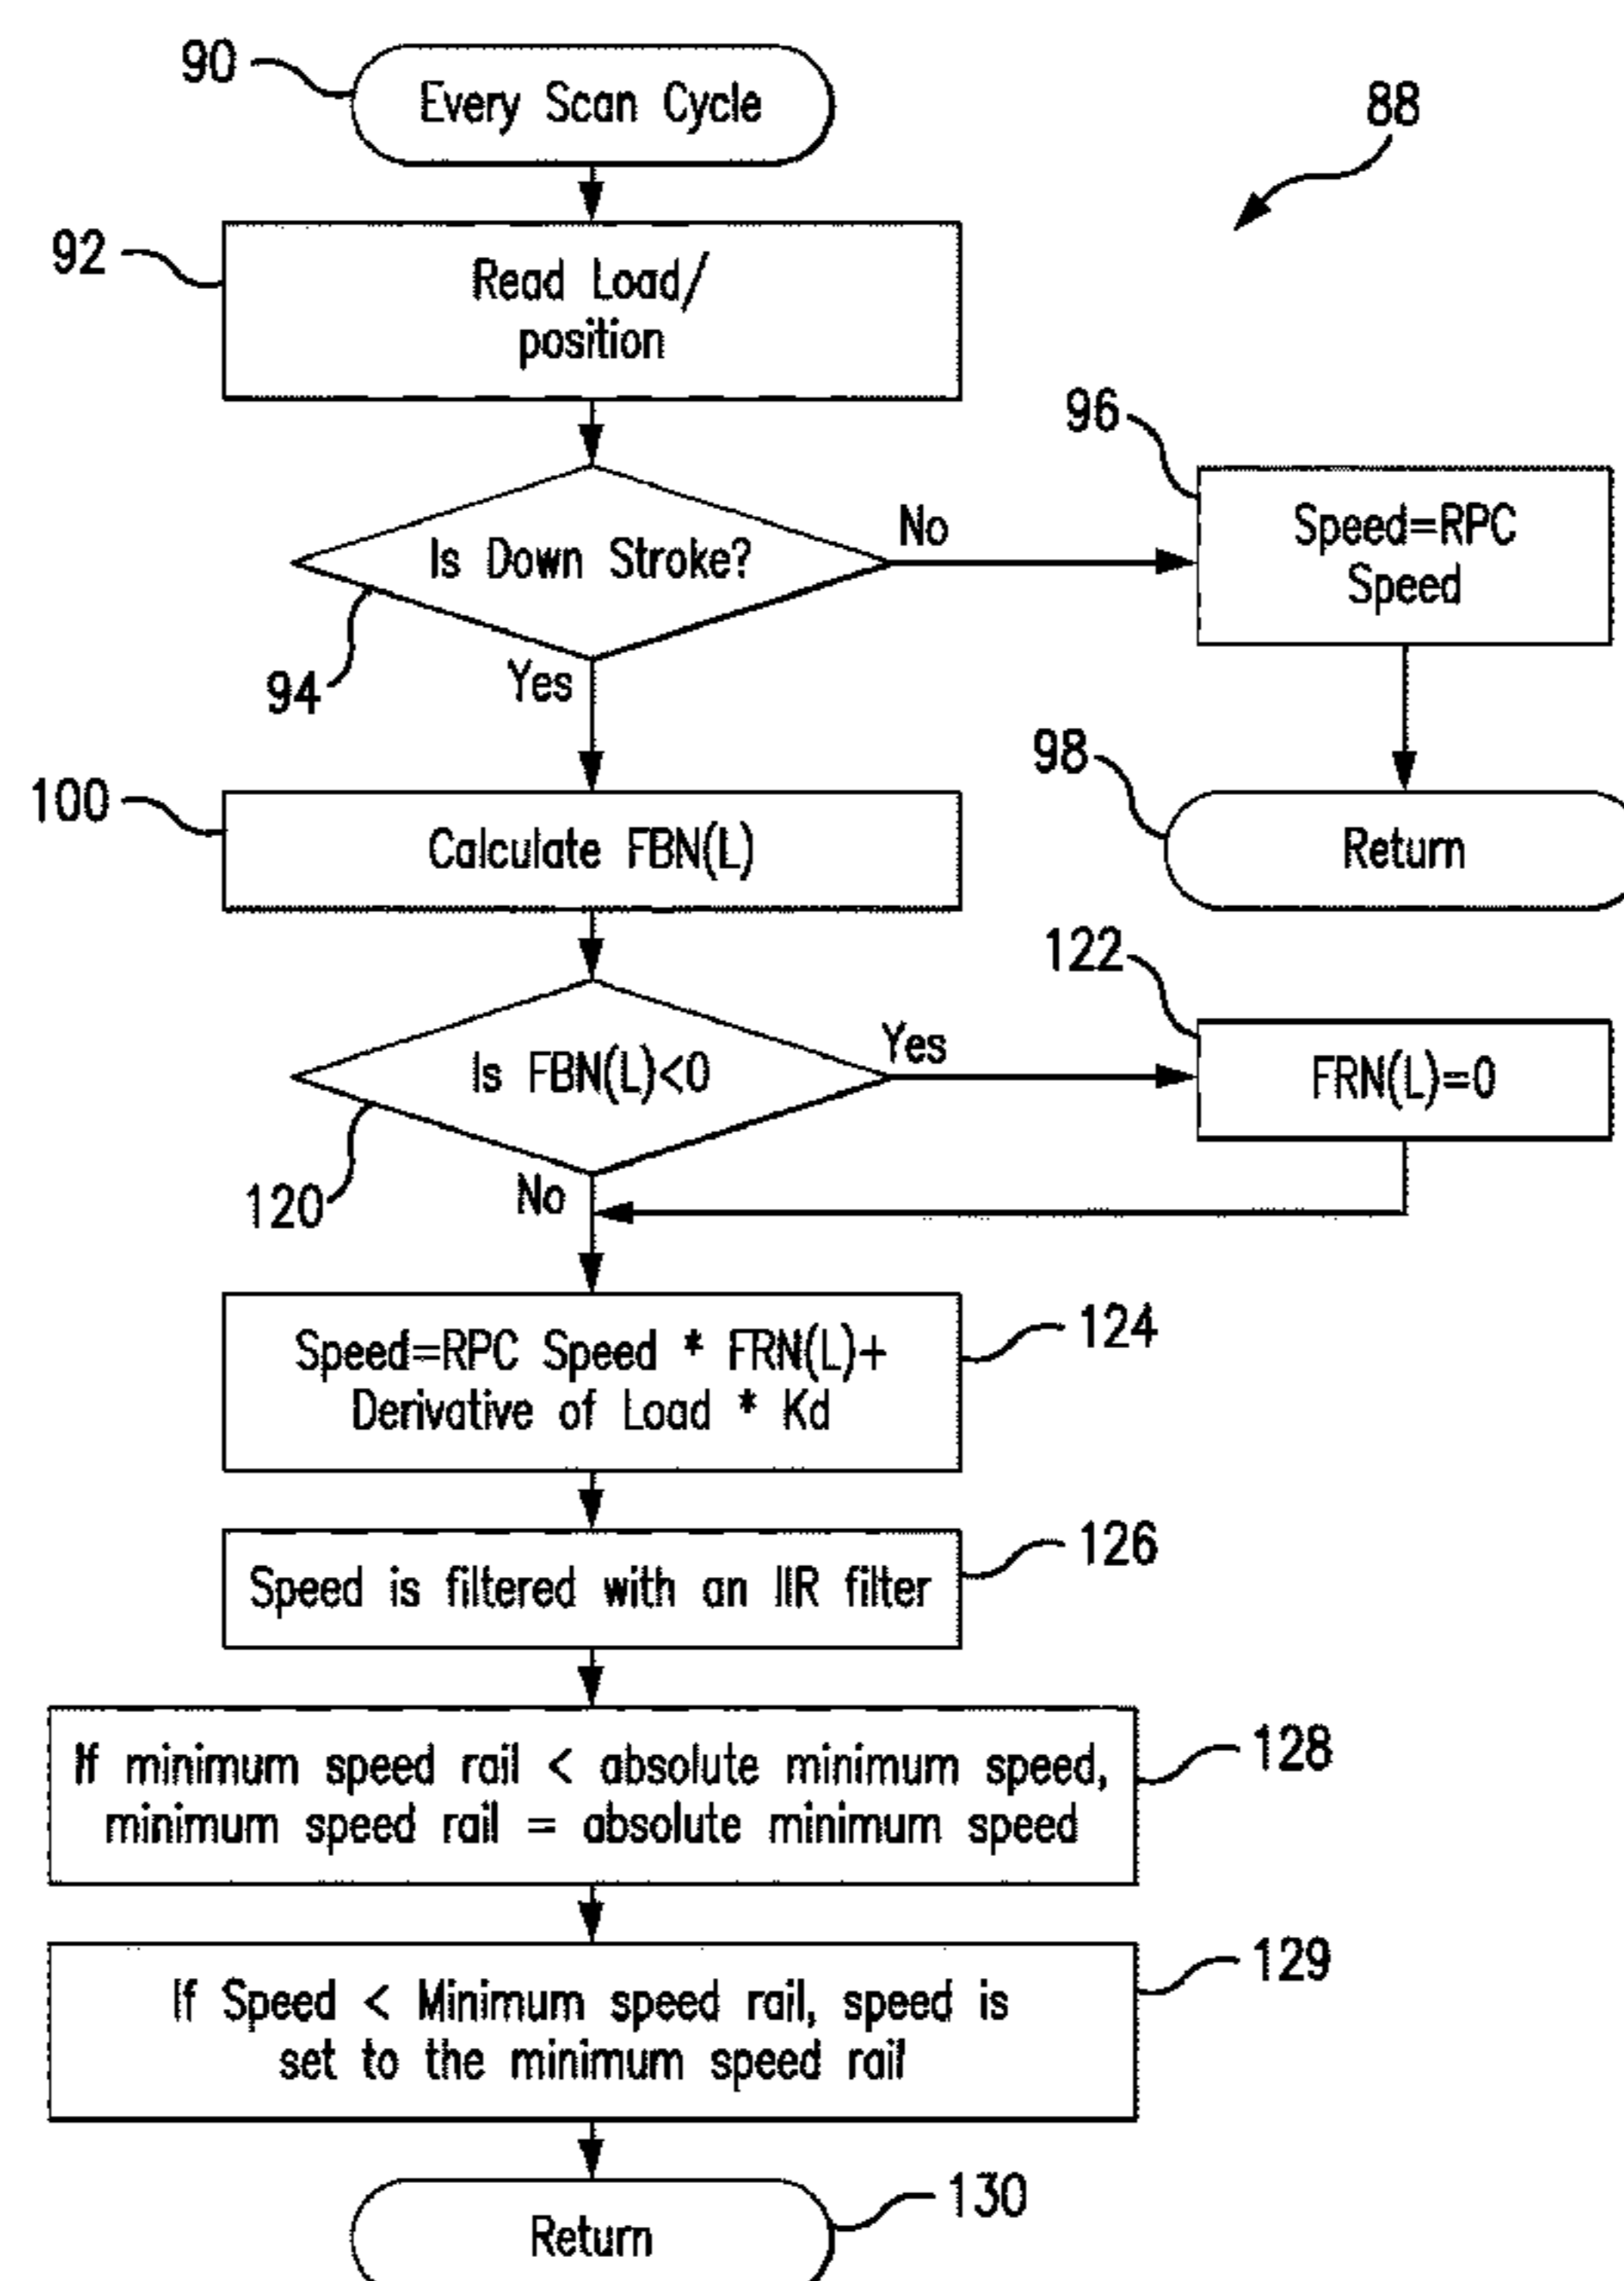 90
Every Scan Cycle
88
92
Read Load/
position
96
Speed=RPC
Speed
Is Down Stroke?
No
94
Yes
98
Return
100
Calculate FBN(L)
122
Is FBN(L)<0
Yes
FRN(L)=0
120
No
124
Speed=RPC Speed * FRN(L)+
Derivative of Load * Kd
126
Speed is filtered with an IIR filter
128
If minimum speed rail < absolute minimum speed,
minimum speed rail = absolute minimum speed
129
If Speed < Minimum speed rail, speed is
set to the minimum speed rail
130
Return